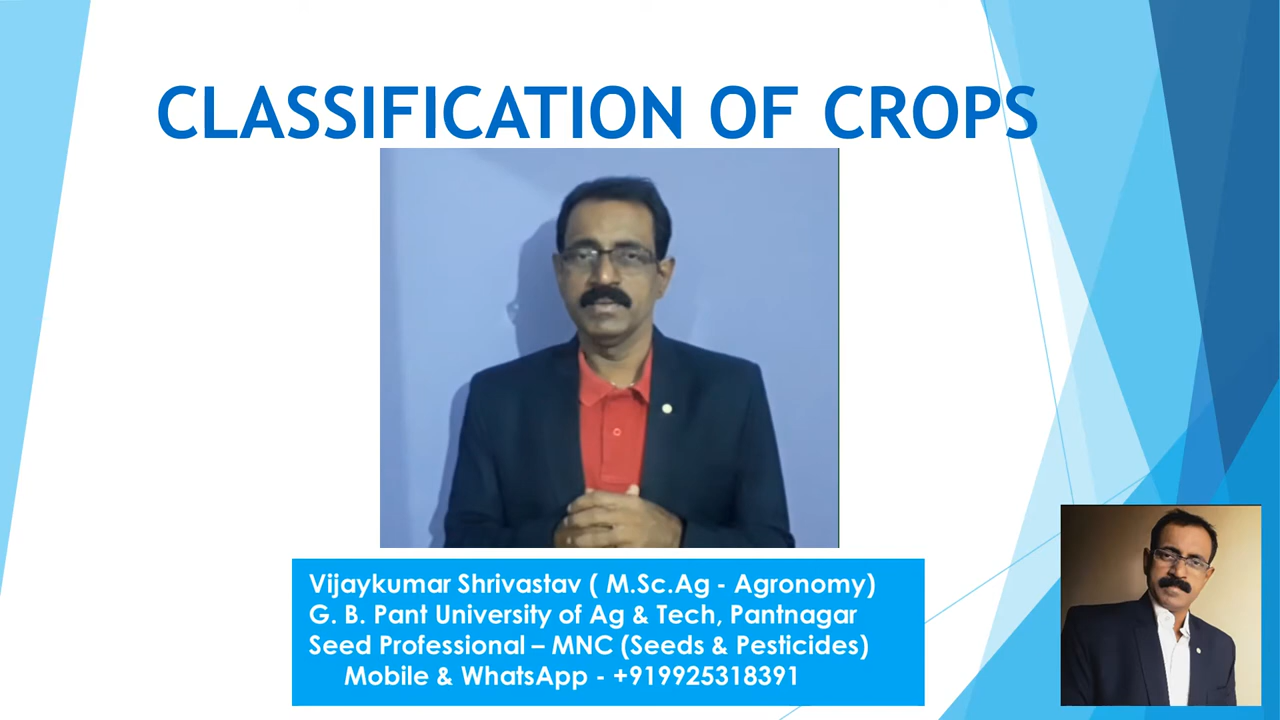 CLASSIFICATION OF CROPS
Vijaykumar Shrivastav ( M.Sc.Ag - Agronomy)
G. B. Pant University of Ag & Tech, Pantnagar
Seed Professional – MNC (Seeds & Pesticides)
Mobile & WhatsApp - +919925318391